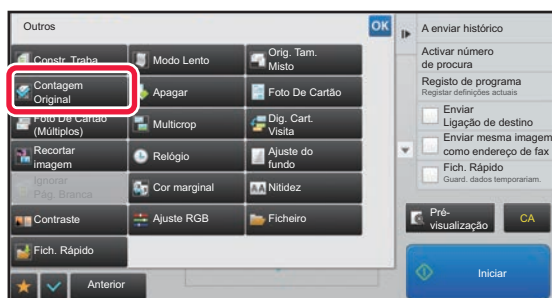 Outros
OK
Constr. Traba
Modo Lento
Orig. Tam.
Misto
Contagem
Original
Apagar
Foto De Cartão
Foto De Cartão
(Múltiplos)
Multicrop
Dig. Cart.
Visita
Recortar
imagem
Relógio
Ajuste do
fundo
Ignorar
Pág. Branca
Cor marginal
Nitidez
Contraste
Ajuste RGB
Ficheiro
Fich. Rápido
Anterior
A enviar histórico
Activar número
de procura
Registo de programa
Registar definições actuais
Enviar
Ligação de destino
Enviar mesma imagem
como endereço de fax
Fich. Rápido
Guard. dados temporariam.
Pré-
visualização
CA
Iniciar